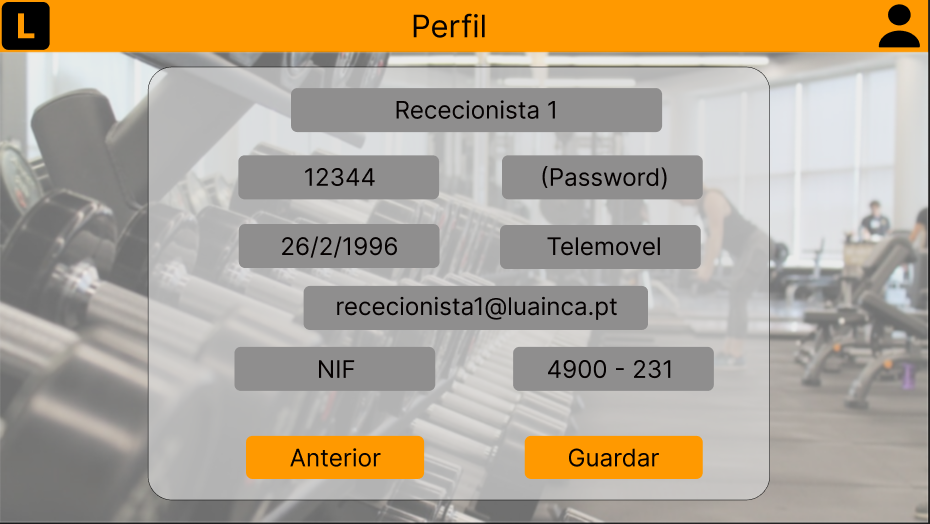 L
Perfil
Rececionista 1
12344
(Password)
26/2/1996
Telemovel
rececionista1@luainca.pt
NIF
4900 - 231
Anterior
Guardar